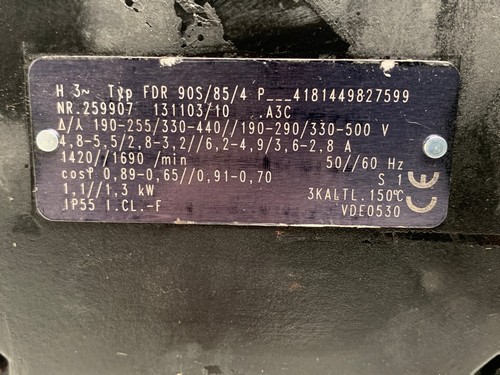 H 3~ Typ FDR 90S/85/4 P___4181449827599
NR.259907 131103/10 .A3C
Δ/⅄ 190-255/330-440//190-290/330-500 V
4,8-5,5/2,8-3,2//6,2-4,9/3,6-2.8 A
1420//1690 /min 50//60 Hz
cosφ 0,89-0,65//0,91-0,70 S 1
1,1//1,3 kW 3KALTL.150°C CE
IP55 I.CL.-F VDE0530